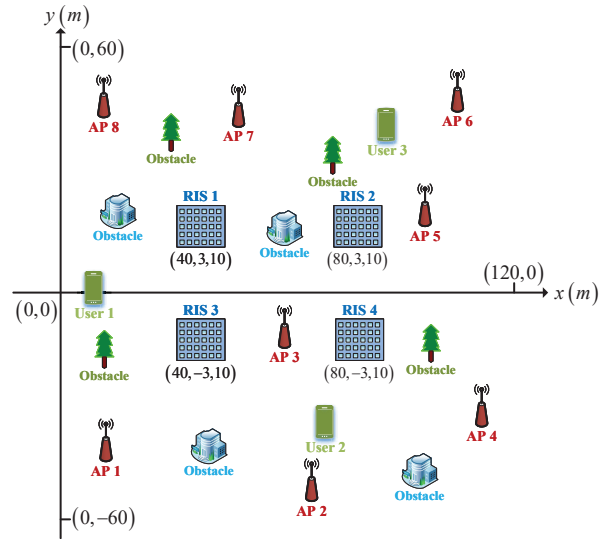 y (m)
(0,60)
AP 8
AP 7
AP 6
User 3
Obstacle
Obstacle
RIS 1
RIS 2
Obstacle
Obstacle
AP 5
(40,3,10)
(80,3,10)
(120,0)
x (m)
(0,0)
User 1
RIS 3
RIS 4
AP 3
Obstacle
(40,−3,10)
(80,−3,10)
Obstacle
AP 4
User 2
AP 1
Obstacle
AP 2
Obstacle
(0,−60)